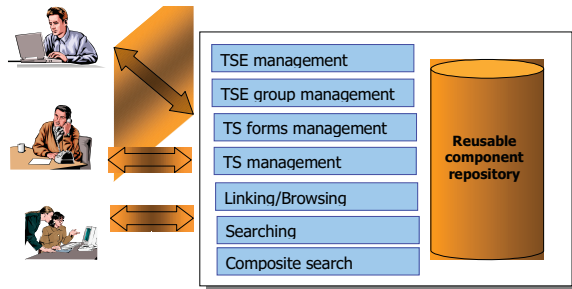 TSE management
TSE group management
TS forms management
TS management
Linking/Browsing
Searching
Composite search
Reusable
component
repository